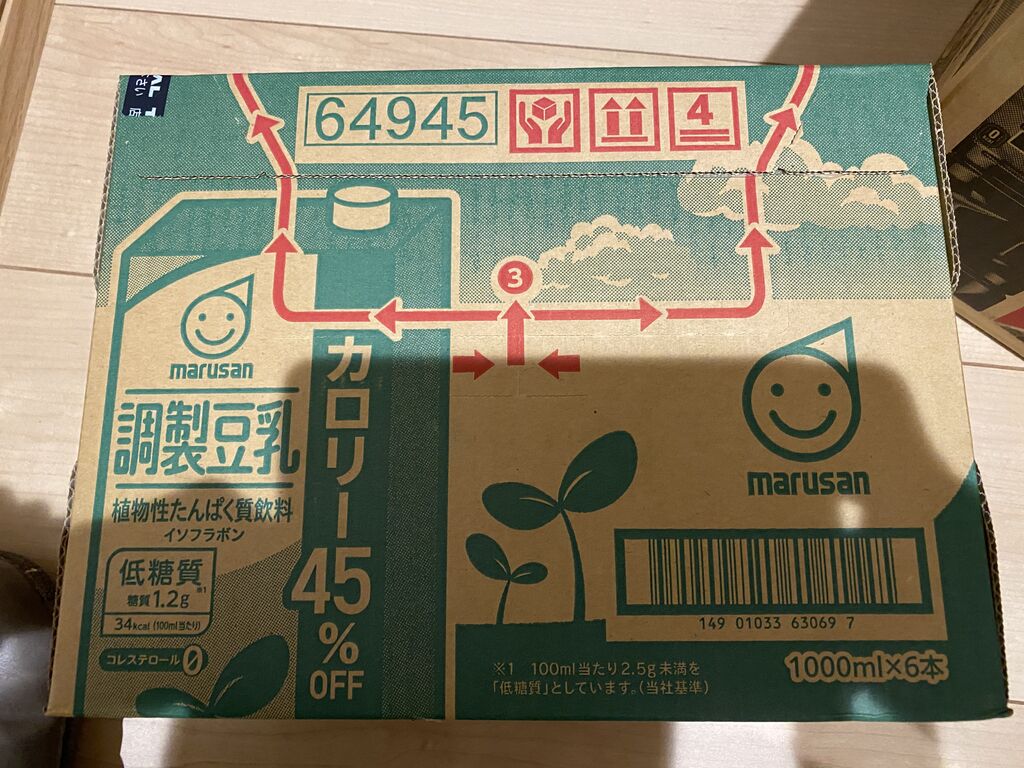 64945
4
3
marusan
調製豆乳
植物性たんぱく質飲料
イソフラボン
低糖質
糖質1.2g ※1
34kcal (100ml当たり)
コレステロール0
カロリー45%OFF
marusan
149 01033 63069 7
1000ml×6本
※1 100ml当たり2.5g未満を
「低糖質」としています。(当社基準)